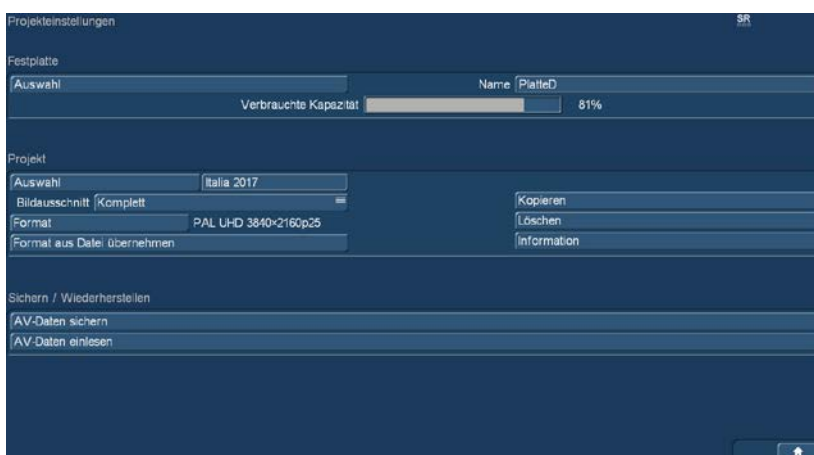 Projekteinstellungen SR
Festplatte
Auswahl Name PlatteD
Verbrauchte Kapazität 81%
Projekt
Auswahl Italia 2017
Bildausschnitt Komplett Kopieren
Format PAL UHD 3840×2160p25 Löschen
Format aus Datei übernehmen Information
Sichern / Wiederherstellen
AV-Daten sichern
AV-Daten einlesen